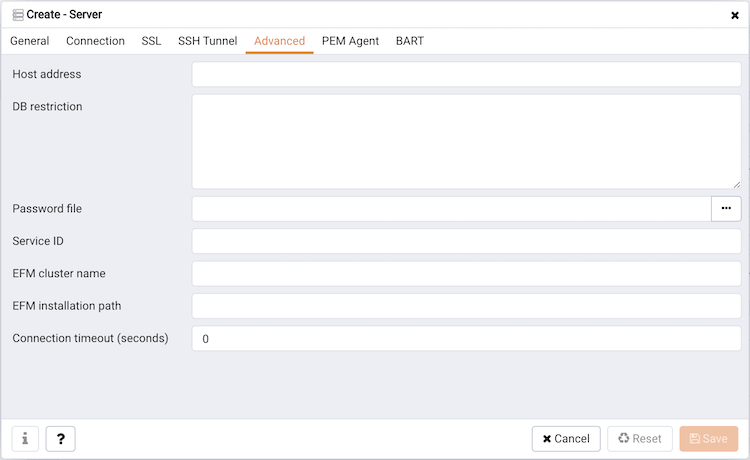 Create - Server
General Connection SSL SSH Tunnel Advanced PEM Agent BART
Host address
DB restriction
Password file ...
Service ID
EFM cluster name
EFM installation path
Connection timeout (seconds) 0
i ? Cancel Reset Save